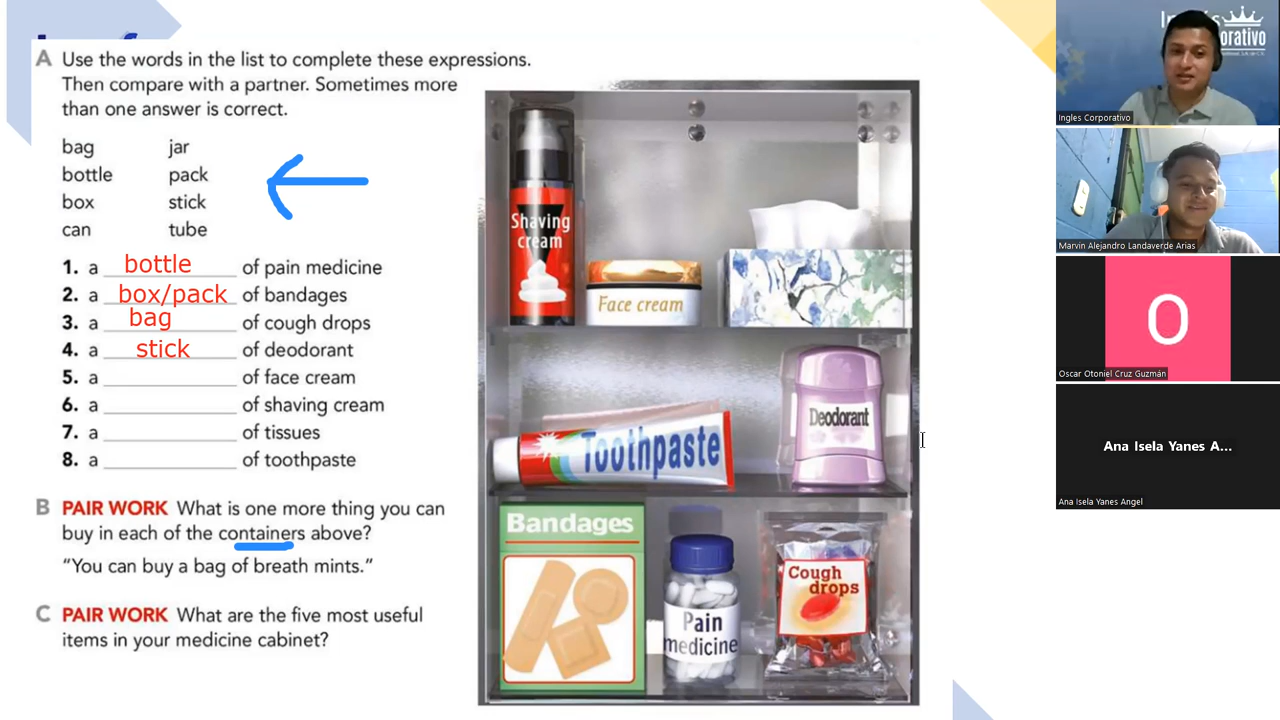 A Use the words in the list to complete these expressions.
Then compare with a partner. Sometimes more
than one answer is correct.
bag jar
bottle pack
box stick
can tube
1. a bottle of pain medicine
2. a box/pack of bandages
3. a bag of cough drops
4. a stick of deodorant
5. a ____________ of face cream
6. a ____________ of shaving cream
7. a ____________ of tissues
8. a ____________ of toothpaste
B PAIR WORK What is one more thing you can
buy in each of the containers above?
“You can buy a bag of breath mints.”
C PAIR WORK What are the five most useful
items in your medicine cabinet?
Shaving
cream
Face cream
Toothpaste
Deodorant
Bandages
Pain
medicine
Cough
drops
Ingles Corporativo
Marvin Alejandro Landaverde Arias
O
Oscar Otoniel Cruz Guzmán
Ana Isela Yanes A...
Ana Isela Yanes Angel